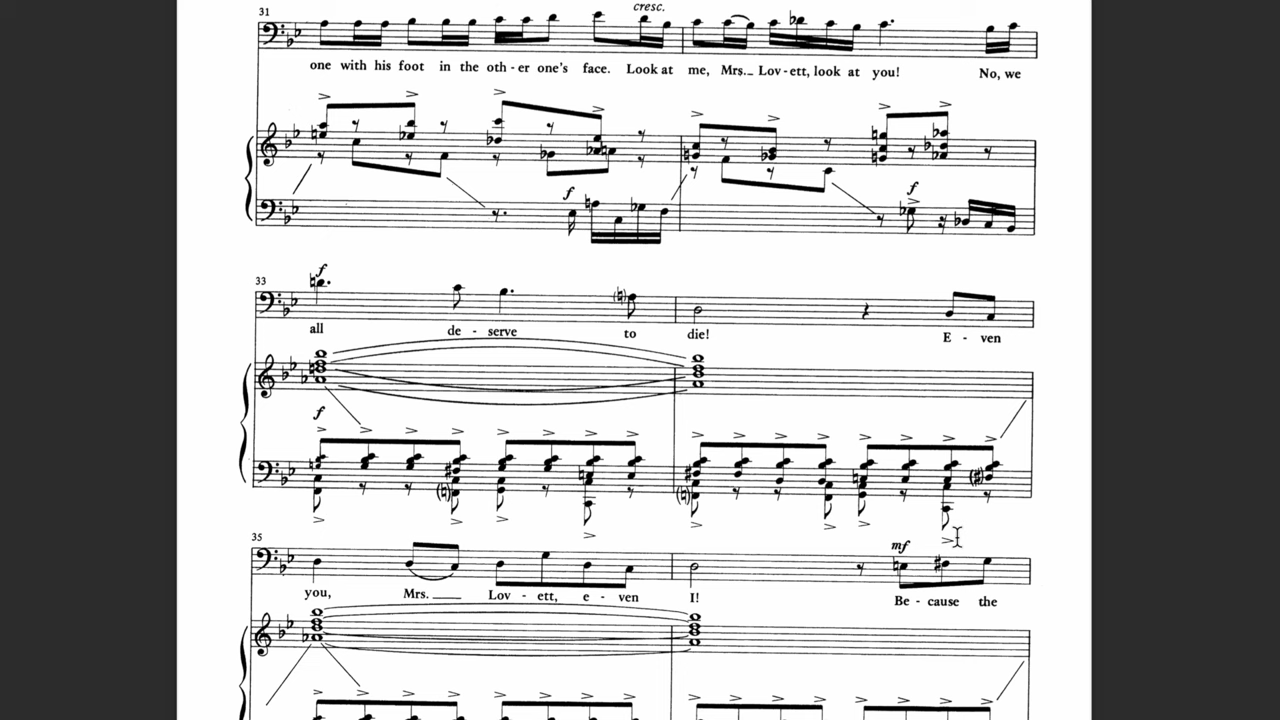 cresc.
31
one with his foot in the oth - er one's face. Look at me, Mrs._ Lov - ett, look at you! No, we
f
f
33
f
all de - serve to die! E - ven
f
35
mf
you, Mrs. ___ Lov - ett, e - ven I! Be - cause the